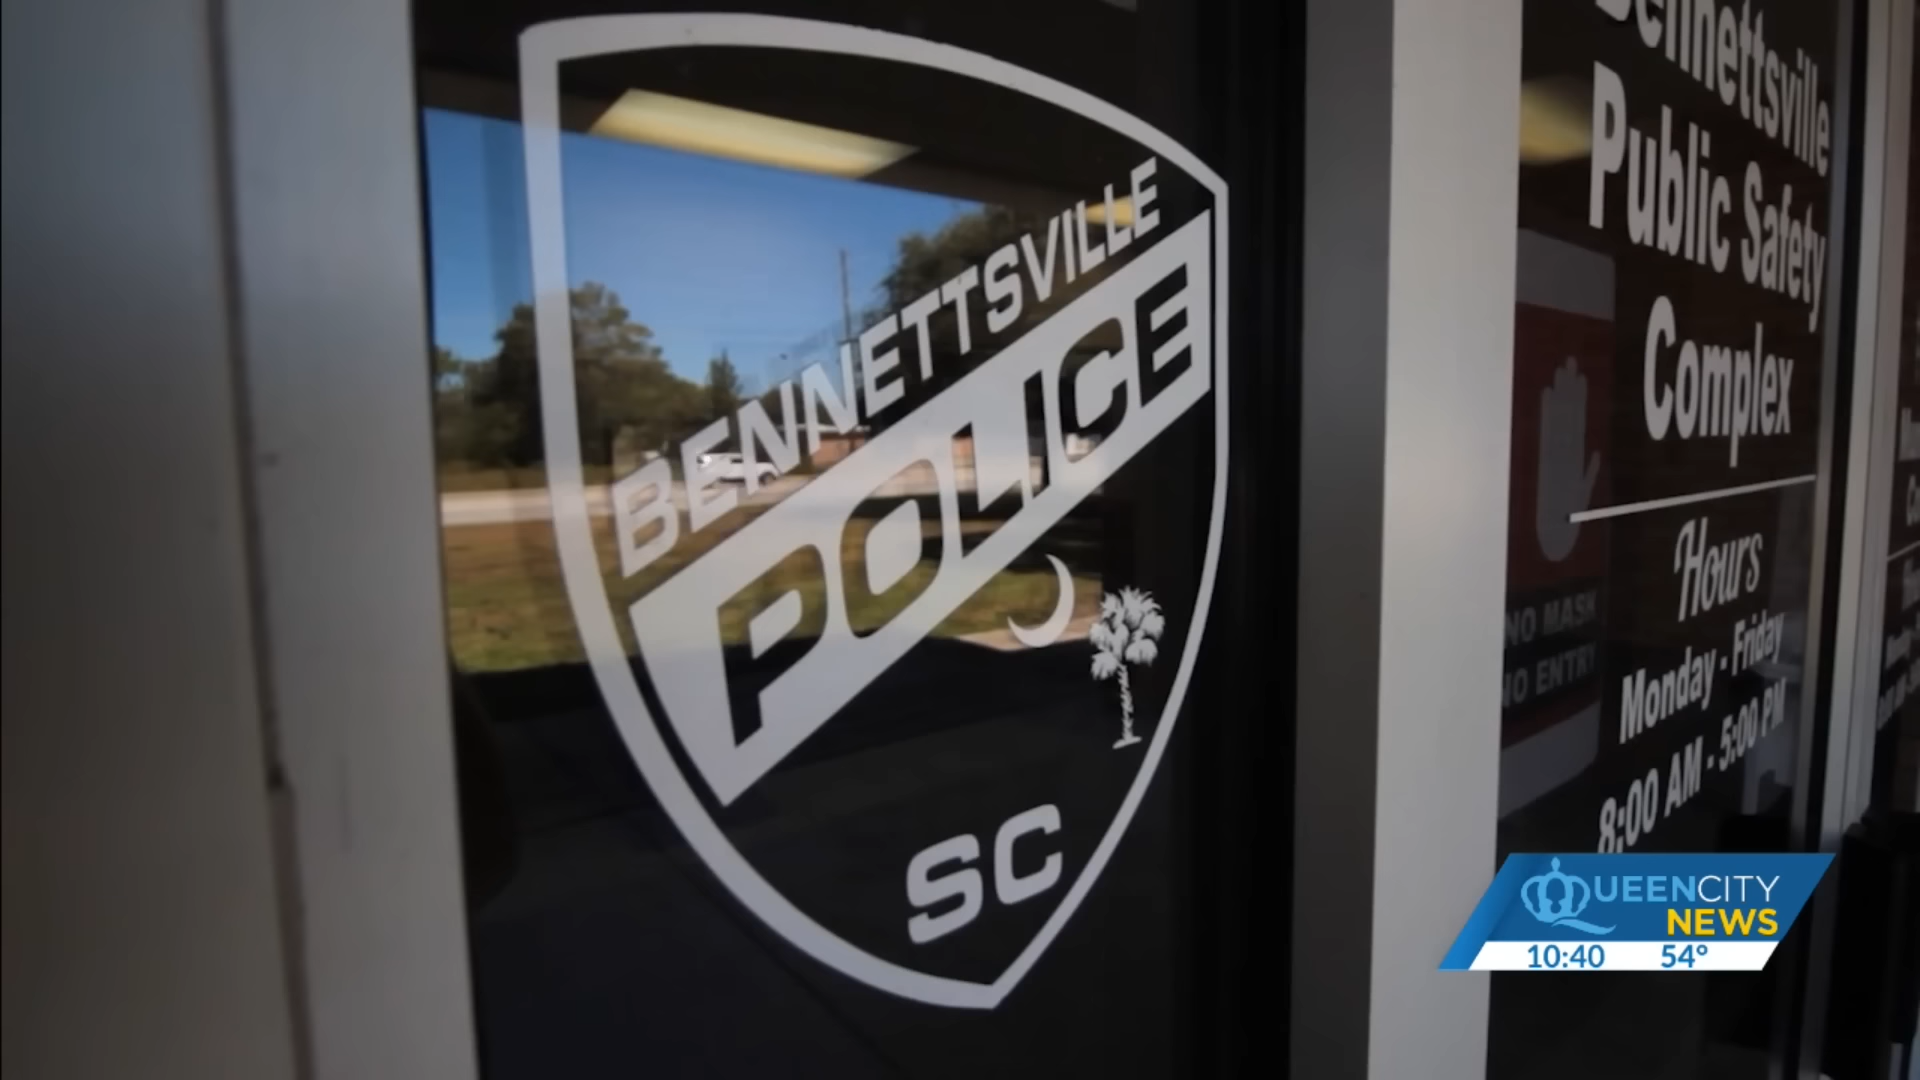 BENNETTSVILLE
POLICE
SC
Bennettsville
Public Safety
Complex
Hours
Monday - Friday
8:00 AM - 5:00 PM
NO MASK
NO ENTRY
QUEENCITY
NEWS
10:40 54°